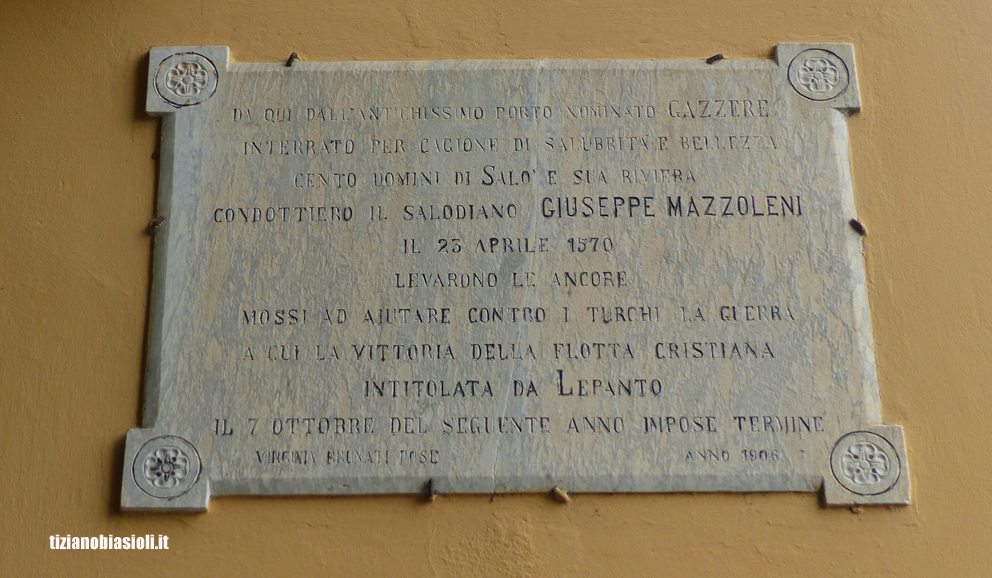 DA QUI DALL'ANTICHISSIMO PORTO NOMINATO GAZZERE
INTERRATO PER CAGIONE DI SALUBRITA' E BELLEZZA
CENTO UOMINI DI SALO' E SUA RIVIERA
CONDOTTIERO IL SALODIANO GIUSEPPE MAZZOLENI
IL 23 APRILE 1570
LEVARONO LE ANCORE
MOSSI AD AIUTARE CONTRO I TURCHI LA GUERRA
A CUI LA VITTORIA DELLA FLOTTA CRISTIANA
INTITOLATA DA LEPANTO
IL 7 OTTOBRE DEL SEGUENTE ANNO IMPOSE TERMINE
VIRGINIA BRUNATI POSE ANNO 1906
tizianobiasioli.it